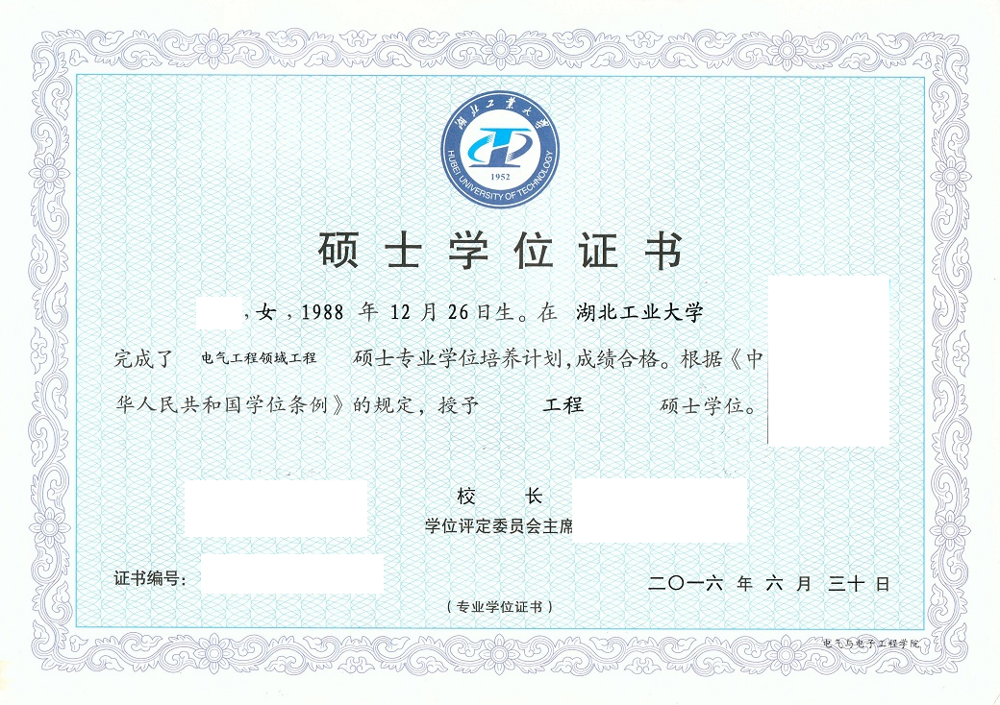 湖北工业大学
1952
HUBEI UNIVERSITY OF TECHNOLOGY
硕士学位证书
，女，1988 年 12 月 26 日生。在 湖北工业大学
完成了 电气工程领域工程 硕士专业学位培养计划，成绩合格。根据《中
华人民共和国学位条例》的规定，授予 工程 硕士学位。
校 长
学位评定委员会主席
证书编号：
二〇一六 年 六 月 三十 日
（专业学位证书）
电气与电子工程学院